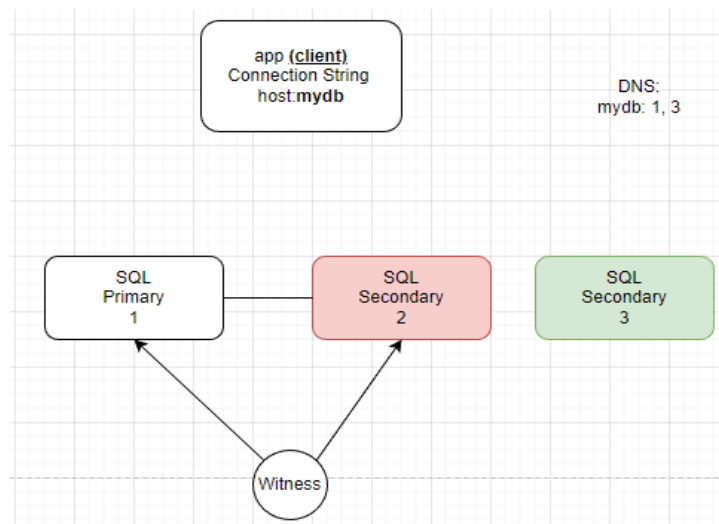 app (client)
Connection String
host:mydb
DNS:
mydb: 1, 3
SQL
Primary
1
SQL
Secondary
2
SQL
Secondary
3
Witness